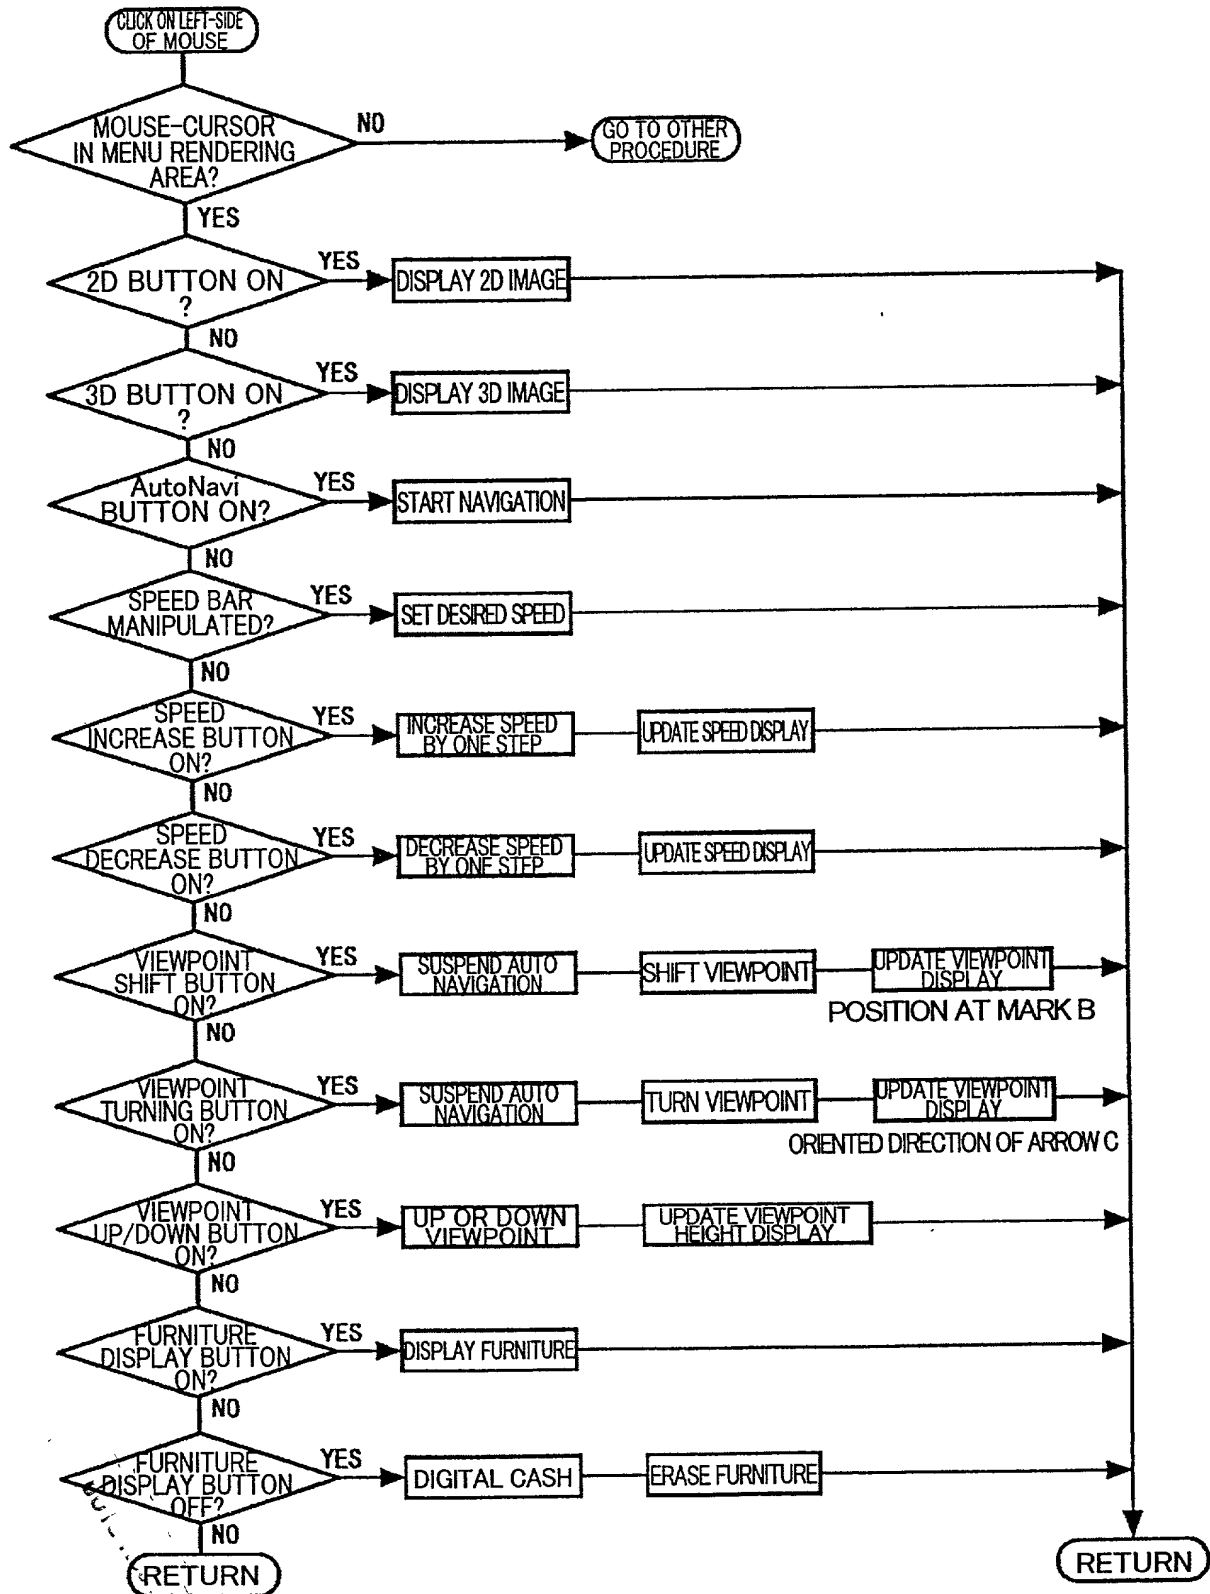 CLICK ON LEFT-SIDE
OF MOUSE
MOUSE-CURSOR
IN MENU RENDERING
AREA?
NO
GO TO OTHER
PROCEDURE
YES
2D BUTTON ON
?
YES
DISPLAY 2D IMAGE
NO
3D BUTTON ON
?
YES
DISPLAY 3D IMAGE
NO
AutoNavi
BUTTON ON?
YES
START NAVIGATION
NO
SPEED BAR
MANIPULATED?
YES
SET DESIRED SPEED
NO
SPEED
INCREASE BUTTON
ON?
YES
INCREASE SPEED
BY ONE STEP
UPDATE SPEED DISPLAY
NO
SPEED
DECREASE BUTTON
ON?
YES
DECREASE SPEED
BY ONE STEP
UPDATE SPEED DISPLAY
NO
VIEWPOINT
SHIFT BUTTON
ON?
YES
SUSPEND AUTO
NAVIGATION
SHIFT VIEWPOINT
UPDATE VIEWPOINT
DISPLAY
POSITION AT MARK B
NO
VIEWPOINT
TURNING BUTTON
ON?
YES
SUSPEND AUTO
NAVIGATION
TURN VIEWPOINT
UPDATE VIEWPOINT
DISPLAY
ORIENTED DIRECTION OF ARROW C
NO
VIEWPOINT
UP/DOWN BUTTON
ON?
YES
UP OR DOWN
VIEWPOINT
UPDATE VIEWPOINT
HEIGHT DISPLAY
NO
FURNITURE
DISPLAY BUTTON
ON?
YES
DISPLAY FURNITURE
NO
FURNITURE
DISPLAY BUTTON
OFF?
YES
DIGITAL CASH
ERASE FURNITURE
NO
RETURN
RETURN